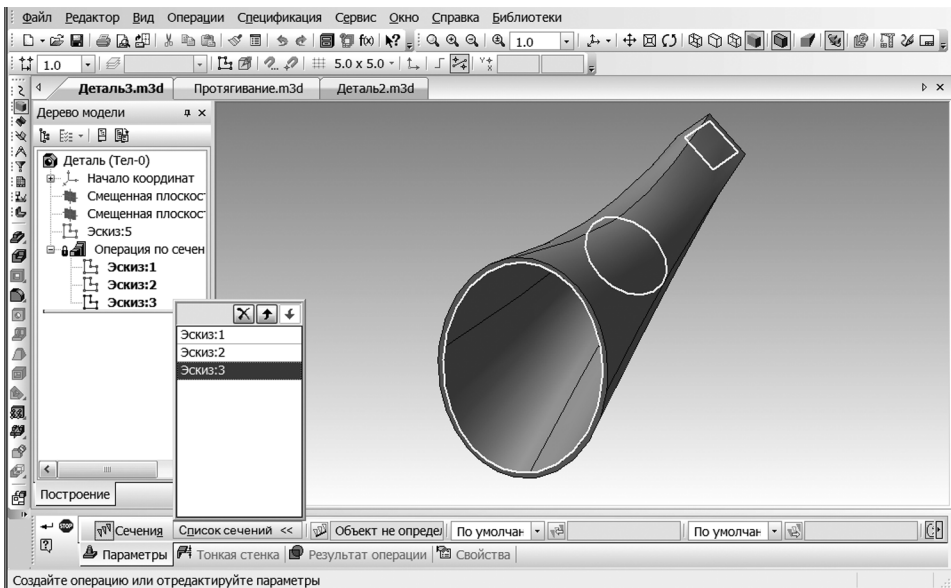 Файл Редактор Вид Операции Спецификация Сервис Окно Справка Библиотеки
f(x) 1.0
1.0 5.0 x 5.0
Деталь3.m3d Протягивание.m3d Деталь2.m3d
Дерево модели
Деталь (Тел-0)
Начало координат
Смещенная плоскос
Смещенная плоскос
Эскиз:5
Операция по сечен
Эскиз:1
Эскиз:2
Эскиз:3
Эскиз:1
Эскиз:2
Эскиз:3
Построение
STOP Сечения Список сечений << Объект не опреде По умолчан По умолчан
Параметры Тонкая стенка Результат операции Свойства
Создайте операцию или отредактируйте параметры